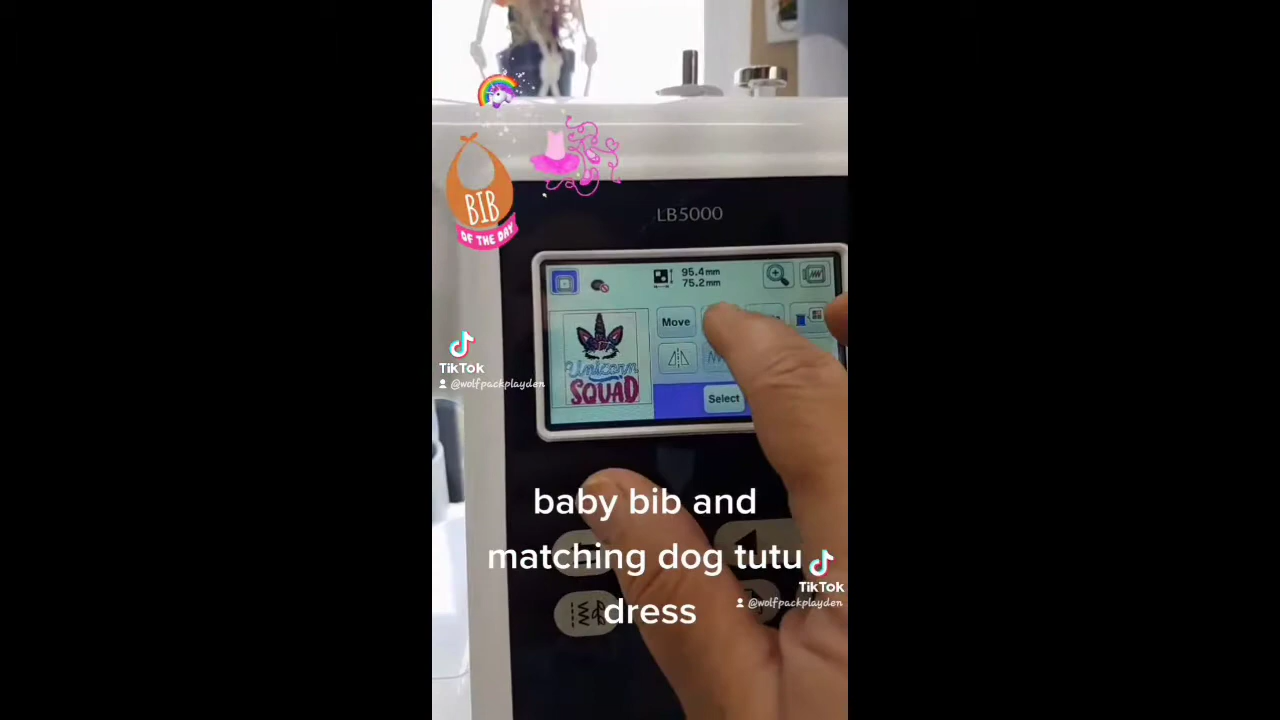 BIB
OF THE DAY
LB5000
95.4mm
75.2mm
Move
Unicorn
SQUAD
Select
TikTok
@wolfpackplayden
baby bib and
matching dog tutu
dress
TikTok
@wolfpackplayden